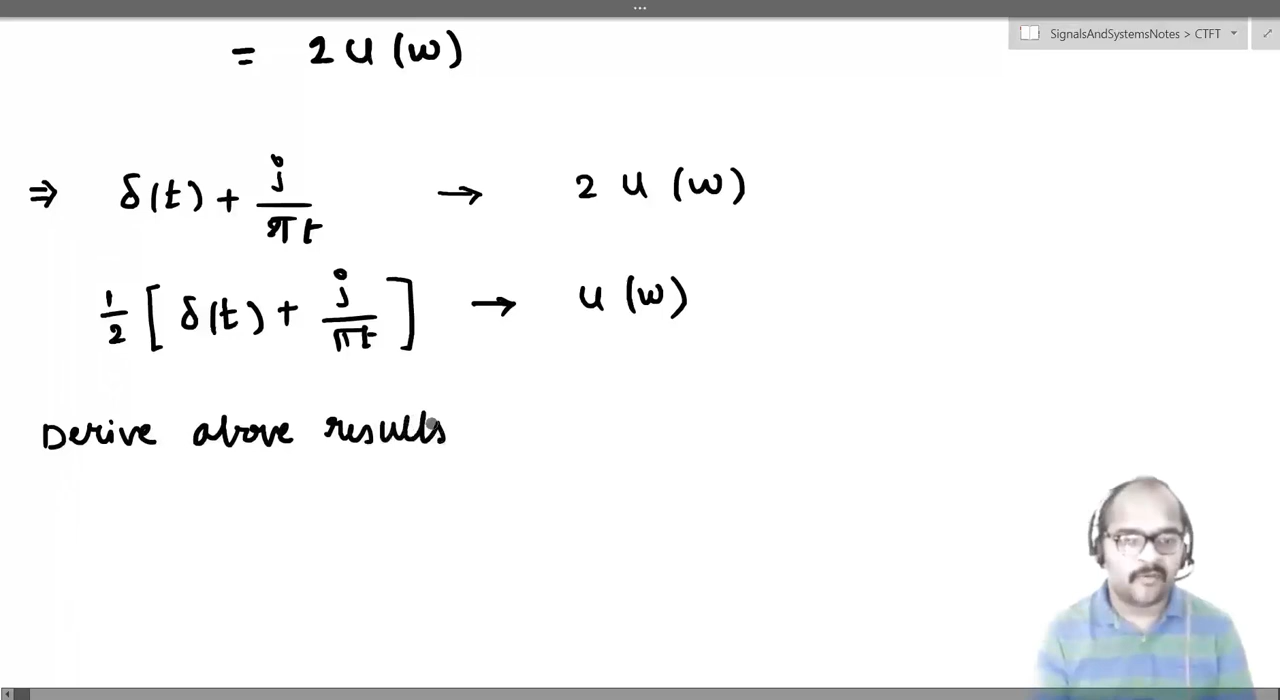 ...
SignalsAndSystemsNotes > CTFT
= 2 u (w)
⇒ δ(t) + j/πt → 2 u (w)
1/2 [ δ(t) + j/πt ] → u (w)
Derive above results